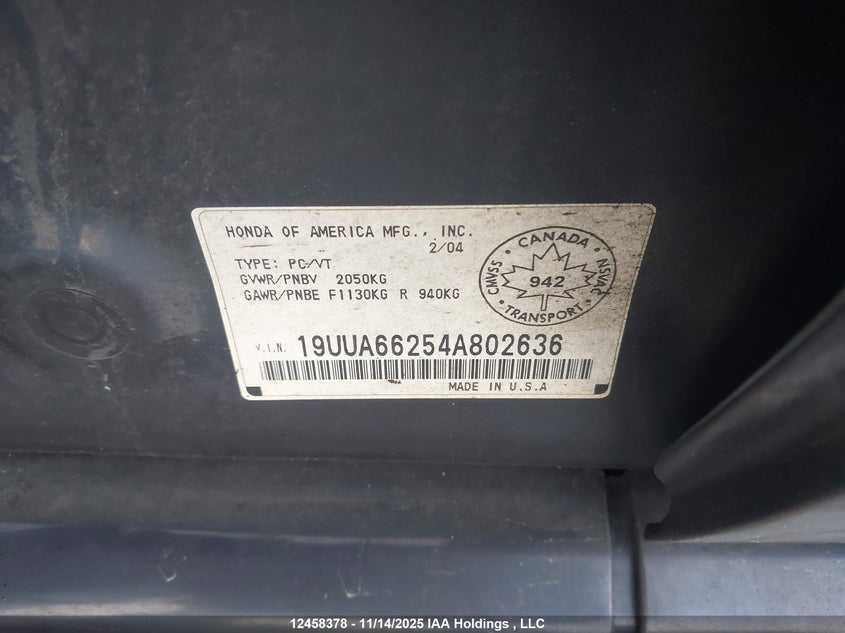 HONDA OF AMERICA MFG., INC.
2/04
TYPE: PC/VT
GVWR/PNBV 2050KG
GAWR/PNBE F1130KG R 940KG
CANADA
CMVSS
NSVAC
942
TRANSPORT
V.I.N. 19UUA66254A802636
MADE IN U.S.A
12458378 - 11/14/2025 IAA Holdings , LLC